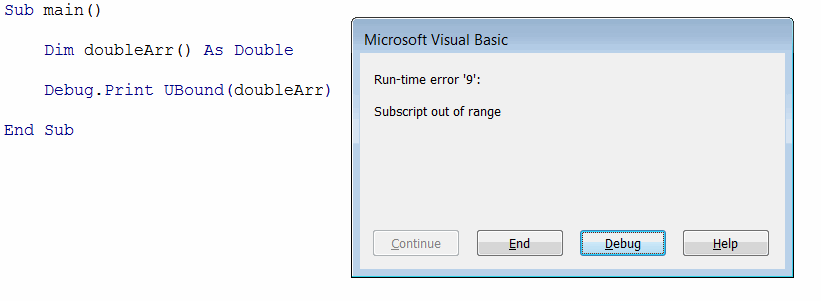 Sub main()
Dim doubleArr() As Double
Debug.Print UBound(doubleArr)
End Sub
Microsoft Visual Basic
Run-time error '9':
Subscript out of range
Continue End Debug Help